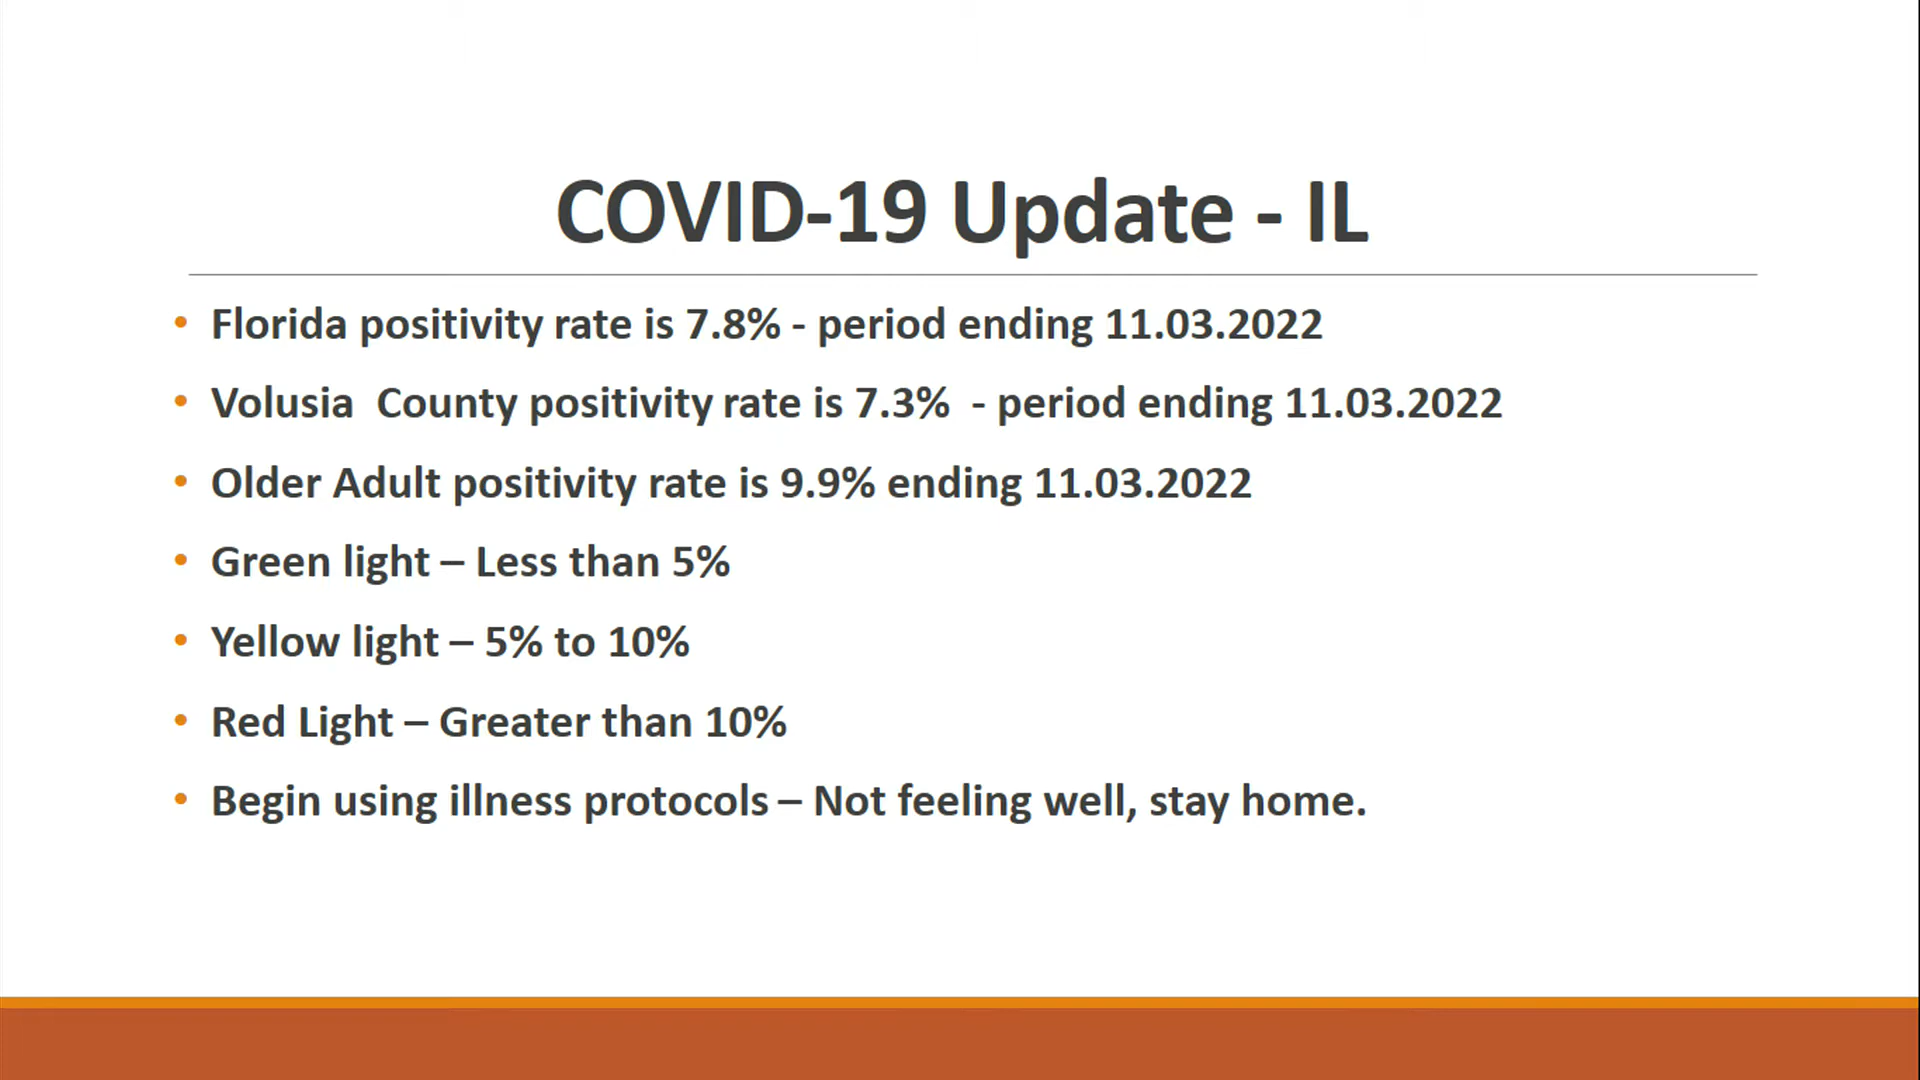 COVID-19 Update - IL
• Florida positivity rate is 7.8% - period ending 11.03.2022
• Volusia  County positivity rate is 7.3%  - period ending 11.03.2022
• Older Adult positivity rate is 9.9% ending 11.03.2022
• Green light – Less than 5%
• Yellow light – 5% to 10%
• Red Light – Greater than 10%
• Begin using illness protocols – Not feeling well, stay home.